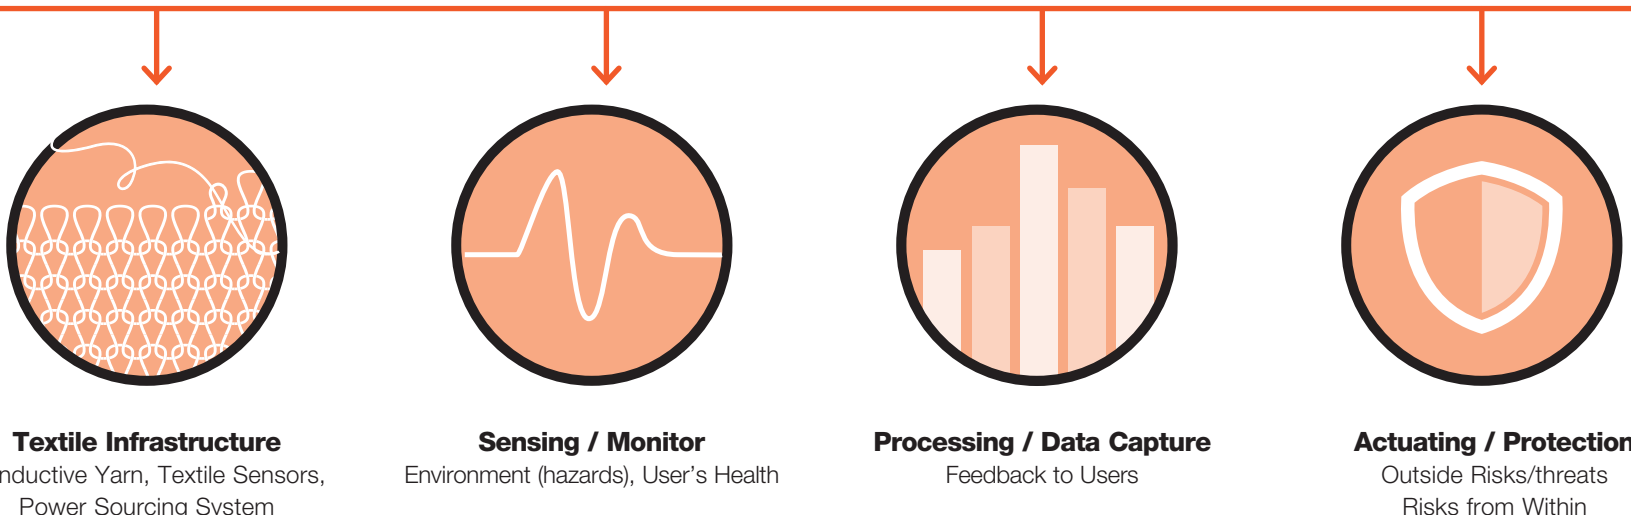 Textile Infrastructure
nductive Yarn, Textile Sensors,
Power Sourcing System
Sensing / Monitor
Environment (hazards), User's Health
Processing / Data Capture
Feedback to Users
Actuating / Protection
Outside Risks/threats
Risks from Within